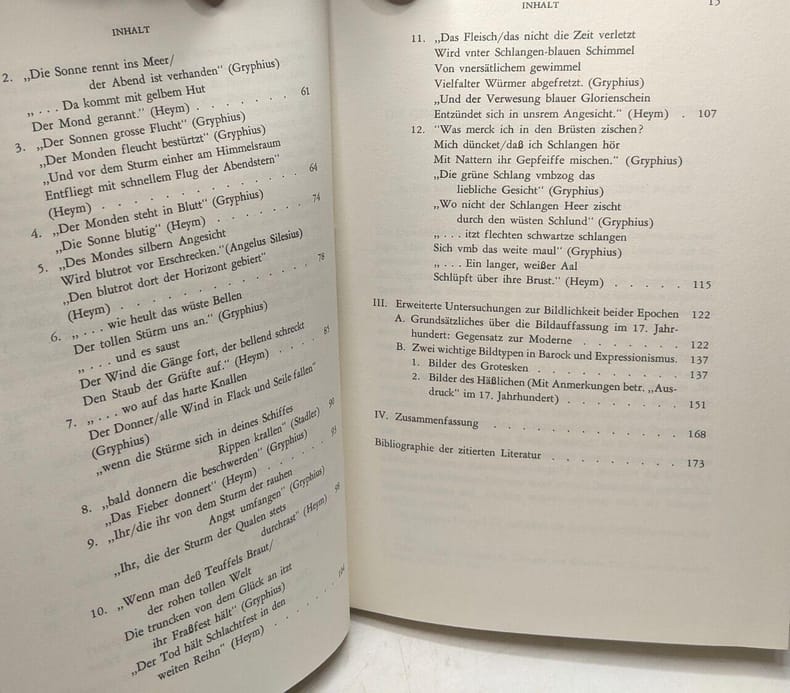 INHALT
2. „Die Sonne rennt ins Meer/
der Abend ist verhanden" (Gryphius)
„ . . . Da kommt mit gelbem Hut
Der Mond gerannt." (Heym) . . . . . . . 61
3. „Der Sonnen grosse Flucht" (Gryphius)
„Der Monden fleucht bestürtzt" (Gryphius)
„Und vor dem Sturm einher am Himmelsraum
Entfliegt mit schnellem Flug der Abendstern"
(Heym) . . . . . . . . . . . . 64
4. „Der Monden steht in Blutt" (Gryphius)
„Die Sonne blutig" (Heym) . . . . . . . 74
5. „Des Mondes silbern Angesicht
Wird blutrot vor Erschrecken."(Angelus Silesius)
„Den blutrot dort der Horizont gebiert"
(Heym) . . . . . . . . . . . . 78
6. „ . . . wie heult das wüste Bellen
Der tollen Stürm uns an." (Gryphius)
„ . . . und es saust
Der Wind die Gänge fort, der bellend schreckt
Den Staub der Grüfte auf." (Heym) . . . .
7. „ . . . wo auf das harte Knallen
Der Donner/alle Wind in Flack und Seile fallen"
(Gryphius)
„wenn die Stürme sich in deines Schiffes
Rippen krallen" (Stadler) 90
8. „bald donnern die beschwerden" (Gryphius)
„Das Fieber donnert" (Heym) . . . . . .
9. „Ihr/die ihr von dem Sturm der rauhen
Angst umfangen" (Gryphius)
„Ihr, die der Sturm der Qualen stets
durchrast" (Heym) 98
10. „Wenn man deß Teuffels Braut/
der rohen tollen Welt
Die truncken von dem Glück an itzt
ihr Fraßfest hält" (Gryphius)
„Der Tod hält Schlachtfest in den
weiten Reihn" (Heym) . . . . . . . 104
INHALT 15
11. „Das Fleisch/das nicht die Zeit verletzt
Wird vnter Schlangen-blauen Schimmel
Von vnersätlichem gewimmel
Vielfalter Würmer abgefretzt. (Gryphius)
„Und der Verwesung blauer Glorienschein
Entzündet sich in unsrem Angesicht." (Heym) . 107
12. "Was merck ich in den Brüsten zischen?
Mich düncket/daß ich Schlangen hör
Mit Nattern ihr Gepfeiffe mischen." (Gryphius)
„Die grüne Schlang vmbzog das
liebliche Gesicht" (Gryphius)
„Wo nicht der Schlangen Heer zischt
durch den wüsten Schlund" (Gryphius)
„ . . . itzt flechten schwartze schlangen
Sich vmb das weite maul" (Gryphius)
„ . . . Ein langer, weißer Aal
Schlüpft über ihre Brust." (Heym) . . . . . 115
III. Erweiterte Untersuchungen zur Bildlichkeit beider Epochen 122
A. Grundsätzliches über die Bildauffassung im 17. Jahr-
hundert: Gegensatz zur Moderne . . . . . . 122
B. Zwei wichtige Bildtypen in Barock und Expressionismus. 137
1. Bilder des Grotesken . . . . . . . . . 137
2. Bilder des Häßlichen (Mit Anmerkungen betr. „Aus-
druck" im 17. Jahrhundert) . . . . . . . 151
IV. Zusammenfassung . . . . . . . . . . . 168
Bibliographie der zitierten Literatur . . . . . . . 173